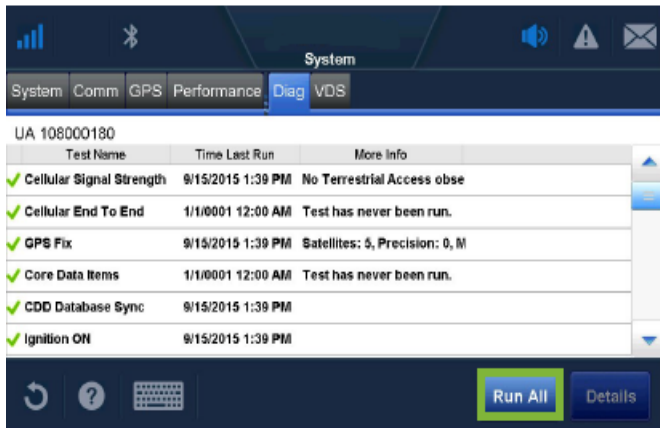 System
System Comm GPS Performance Diag VDS
UA 108000180
Test Name Time Last Run More Info
Cellular Signal Strength 9/15/2015 1:39 PM No Terrestrial Access obse
Cellular End To End 1/1/0001 12:00 AM Test has never been run.
GPS Fix 9/15/2015 1:39 PM Satellites: 5, Precision: 0, M
Core Data Items 1/1/0001 12:00 AM Test has never been run.
CDD Database Sync 9/15/2015 1:39 PM
Ignition ON 9/15/2015 1:39 PM
Run All Details